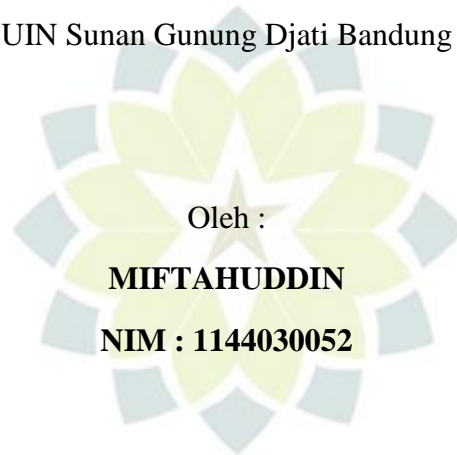 UIN Sunan Gunung Djati Bandung
Oleh :
MIFTAHUDDIN
NIM : 1144030052